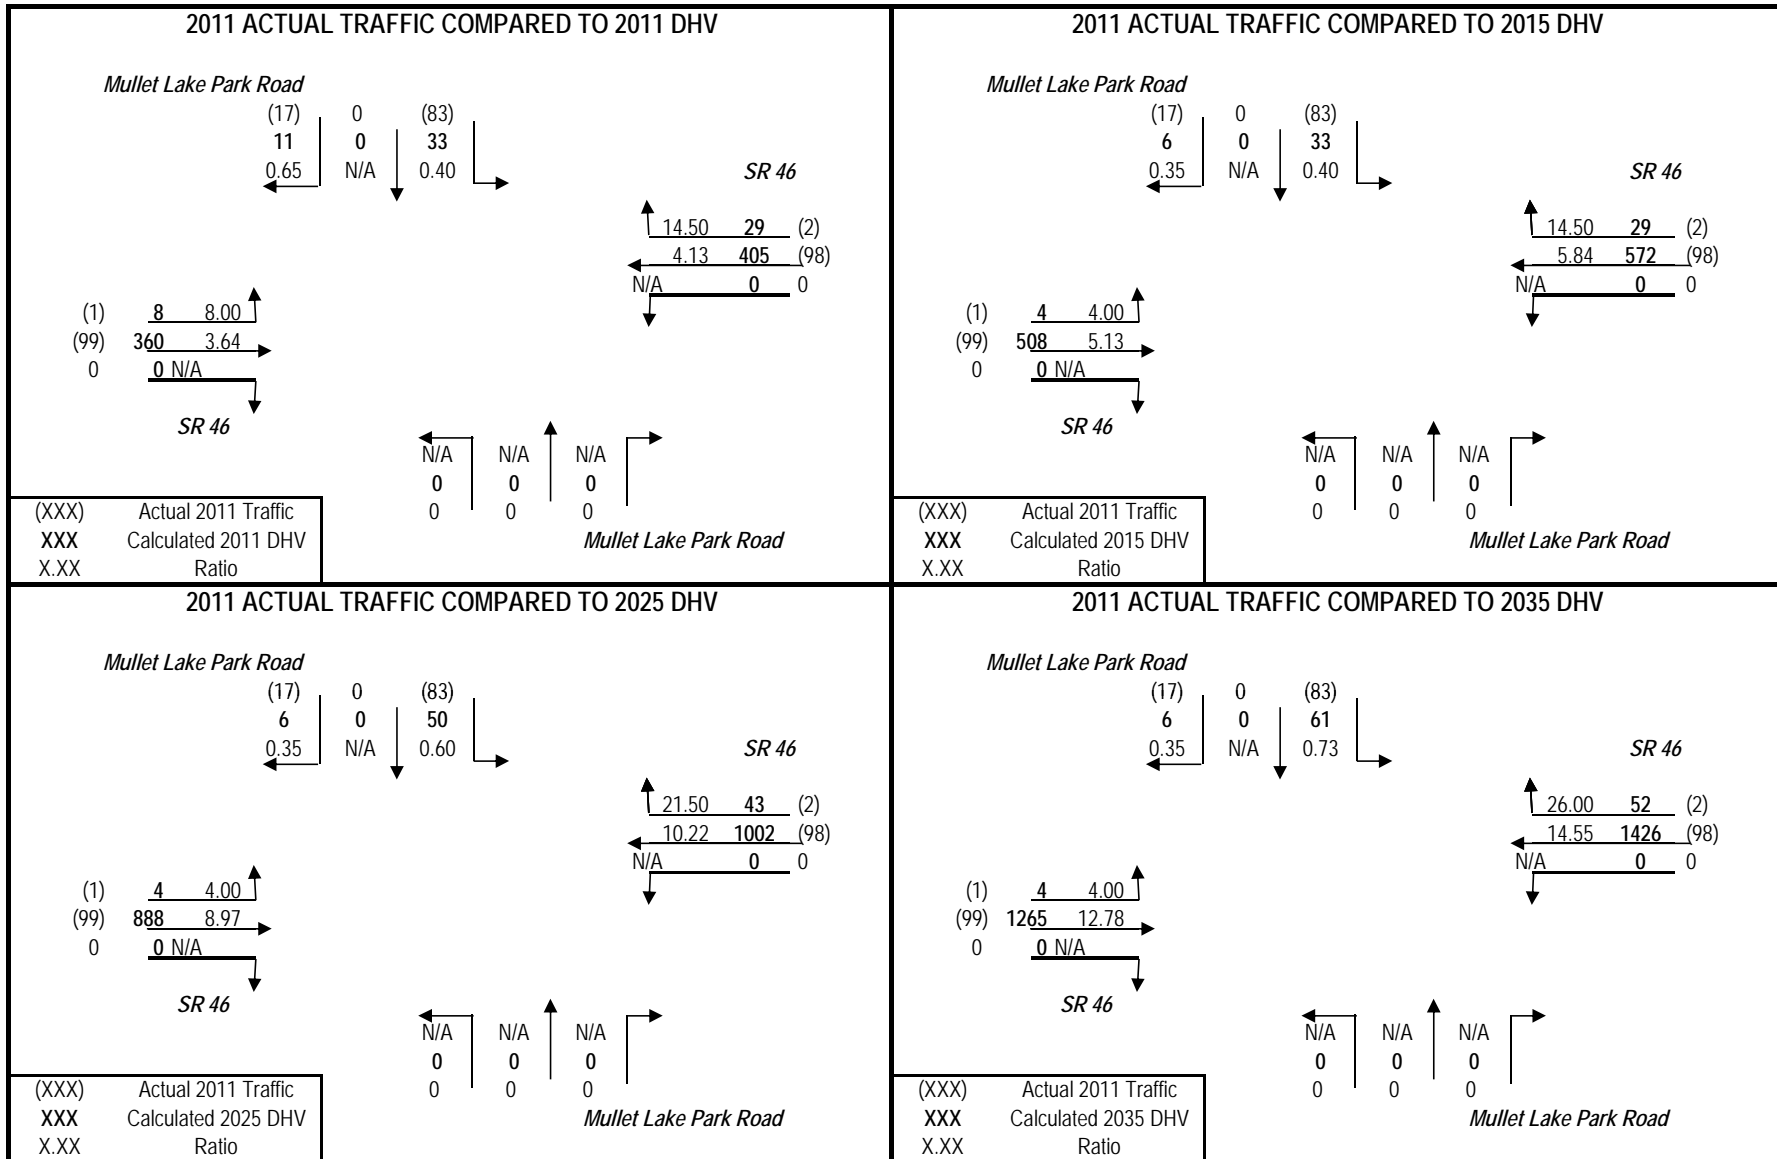 2011 ACTUAL TRAFFIC COMPARED TO 2011 DHV
Mullet Lake Park Road
(17) 0 (83)
11 0 33
0.65 N/A 0.40
SR 46
14.50 29 (2)
4.13 405 (98)
N/A 0 0
(1) 8 8.00
(99) 360 3.64
0 0 N/A
SR 46
N/A N/A N/A
0 0 0
0 0 0
Mullet Lake Park Road
(XXX) Actual 2011 Traffic
XXX Calculated 2011 DHV
X.XX Ratio
2011 ACTUAL TRAFFIC COMPARED TO 2015 DHV
Mullet Lake Park Road
(17) 0 (83)
6 0 33
0.35 N/A 0.40
SR 46
14.50 29 (2)
5.84 572 (98)
N/A 0 0
(1) 4 4.00
(99) 508 5.13
0 0 N/A
SR 46
N/A N/A N/A
0 0 0
0 0 0
Mullet Lake Park Road
(XXX) Actual 2011 Traffic
XXX Calculated 2015 DHV
X.XX Ratio
2011 ACTUAL TRAFFIC COMPARED TO 2025 DHV
Mullet Lake Park Road
(17) 0 (83)
6 0 50
0.35 N/A 0.60
SR 46
21.50 43 (2)
10.22 1002 (98)
N/A 0 0
(1) 4 4.00
(99) 888 8.97
0 0 N/A
SR 46
N/A N/A N/A
0 0 0
0 0 0
Mullet Lake Park Road
(XXX) Actual 2011 Traffic
XXX Calculated 2025 DHV
X.XX Ratio
2011 ACTUAL TRAFFIC COMPARED TO 2035 DHV
Mullet Lake Park Road
(17) 0 (83)
6 0 61
0.35 N/A 0.73
SR 46
26.00 52 (2)
14.55 1426 (98)
N/A 0 0
(1) 4 4.00
(99) 1265 12.78
0 0 N/A
SR 46
N/A N/A N/A
0 0 0
0 0 0
Mullet Lake Park Road
(XXX) Actual 2011 Traffic
XXX Calculated 2035 DHV
X.XX Ratio